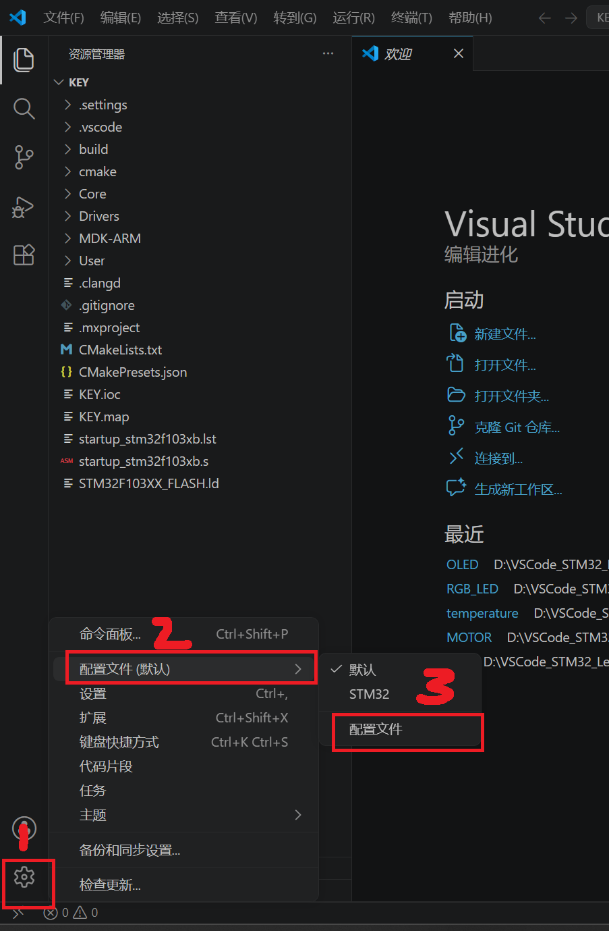 文件(F) 编辑(E) 选择(S) 查看(V) 转到(G) 运行(R) 终端(T) 帮助(H) KE
资源管理器 ...
欢迎
KEY
.settings
.vscode
build
cmake
Core
Drivers
MDK-ARM
User
.clangd
.gitignore
.mxproject
CMakeLists.txt
CMakePresets.json
KEY.ioc
KEY.map
startup_stm32f103xb.lst
ASM startup_stm32f103xb.s
STM32F103XX_FLASH.ld
Visual Stud
编辑进化
启动
新建文件...
打开文件...
打开文件夹...
克隆 Git 仓库...
连接到...
生成新工作区...
最近
OLED D:\VSCode_STM32_
RGB_LED D:\VSCode_STM
temperature D:\VSCode_S
MOTOR D:\VSCode_STM3
D:\VSCode_STM32_Le
命令面板... Ctrl+Shift+P
2
配置文件 (默认)
设置 Ctrl+,
扩展 Ctrl+Shift+X
键盘快捷方式 Ctrl+K Ctrl+S
代码片段
任务
主题
备份和同步设置...
检查更新...
默认
STM32
3
配置文件
1
0 0